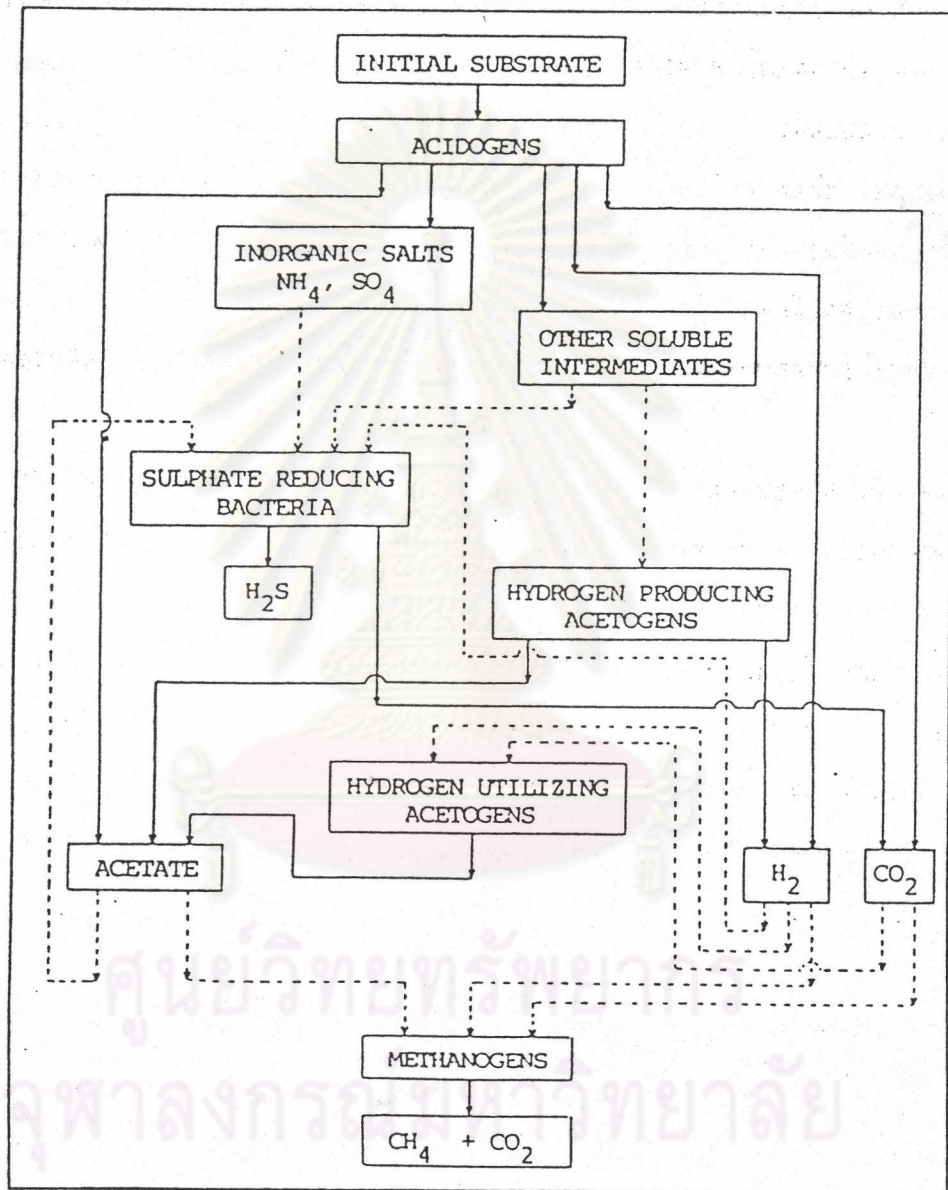 INITIAL SUBSTRATE
ACIDOGENS
INORGANIC SALTS
NH4, SO4
OTHER SOLUBLE
INTERMEDIATES
SULPHATE REDUCING
BACTERIA
H2S
HYDROGEN PRODUCING
ACETOGENS
HYDROGEN UTILIZING
ACETOGENS
ACETATE
H2
CO2
ศูนย์วิทยทรัพยากร
METHANOGENS
จุฬาลงกรณ์มหาวิทยาลัย
CH4 + CO2